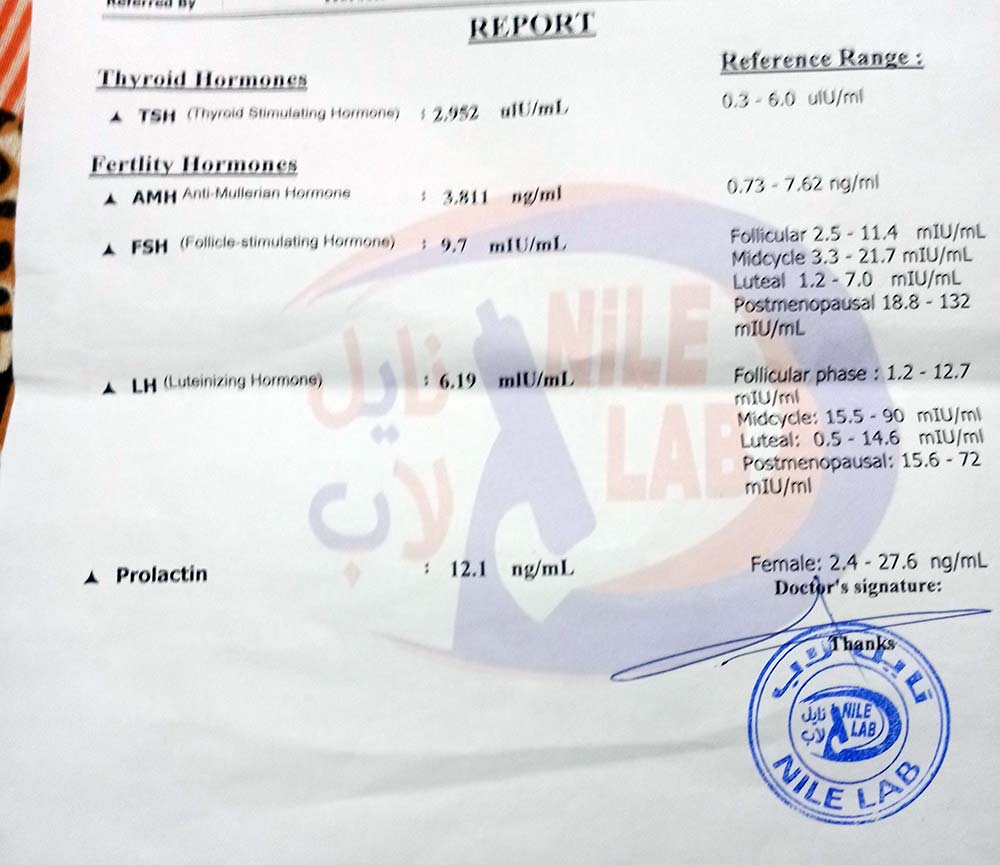 Referred By
REPORT
Reference Range :
Thyroid Hormones
TSH (Thyroid Stimulating Hormone) : 2.952 uIU/mL 0.3 - 6.0 uIU/ml
Fertlity Hormones
AMH Anti-Mullerian Hormone : 3.811 ng/ml 0.73 - 7.62 ng/ml
FSH (Follicle-stimulating Hormone) : 9.7 mIU/mL Follicular 2.5 - 11.4 mIU/mL
Midcycle 3.3 - 21.7 mIU/mL
Luteal 1.2 - 7.0 mIU/mL
Postmenopausal 18.8 - 132
mIU/mL
LH (Luteinizing Hormone) : 6.19 mIU/mL Follicular phase : 1.2 - 12.7
mIU/ml
Midcycle: 15.5 - 90 mIU/ml
Luteal: 0.5 - 14.6 mIU/ml
Postmenopausal: 15.6 - 72
mIU/ml
Prolactin : 12.1 ng/mL Female: 2.4 - 27.6 ng/mL
Doctor's signature:
Thanks
نايل NILE
لاب LAB
نايل لاب
نايل NILE
لاب LAB
NILE LAB